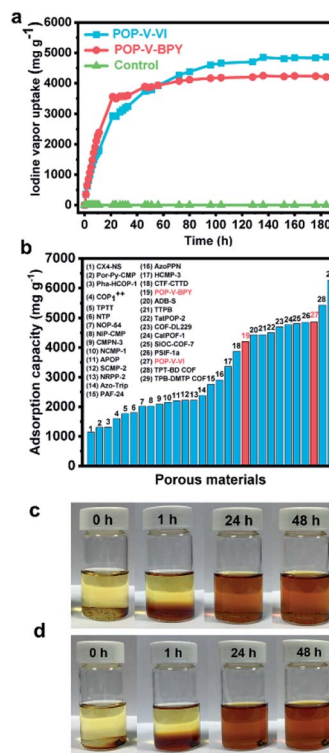 a
POP-V-VI
POP-V-BPY
Control
Iodine vapor uptake (mg g⁻¹)
6000
5000
4000
3000
2000
1000
0
0 20 40 60 80 100 120 140 160 180
Time (h)
b
Adsorption capacity (mg g⁻¹)
7000
6000
5000
4000
3000
2000
1000
0
(1) CX4-NS
(2) Por-Py-CMP
(3) Pha-HCOP-1
(4) COP₁⁺⁺
(5) TPTT
(6) NTP
(7) NOP-54
(8) NiP-CMP
(9) CMPN-3
(10) NCMP-1
(11) APOP
(12) SCMP-2
(13) NRPP-2
(14) Azo-Trip
(15) PAF-24
(16) AzoPPN
(17) HCMP-3
(18) CTF-CTTD
(19) POP-V-BPY
(20) ADB-S
(21) TTPB
(22) TatPOP-2
(23) COF-DL229
(24) CalPOF-1
(25) SIOC-COF-7
(26) PSIF-1a
(27) POP-V-VI
(28) TPT-BD COF
(29) TPB-DMTP COF
1 2 3 4 5 6 7 8 9 10 11 12 13 14 15 16 17 18 19 20 21 22 23 24 25 26 27 28
Porous materials
c
0 h 1 h 24 h 48 h
d
0 h 1 h 24 h 48 h